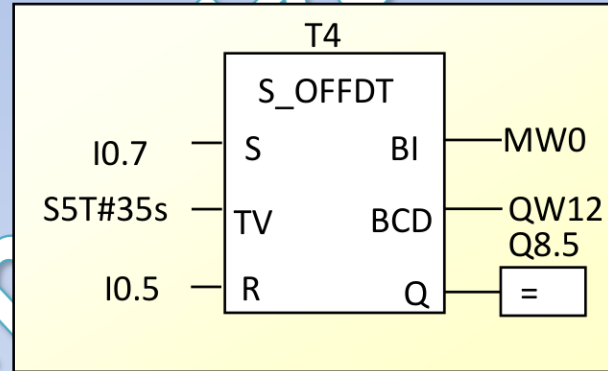 T4
S_OFFDT
I0.7 S BI MW0
S5T#35s TV BCD QW12
Q8.5
I0.5 R Q =